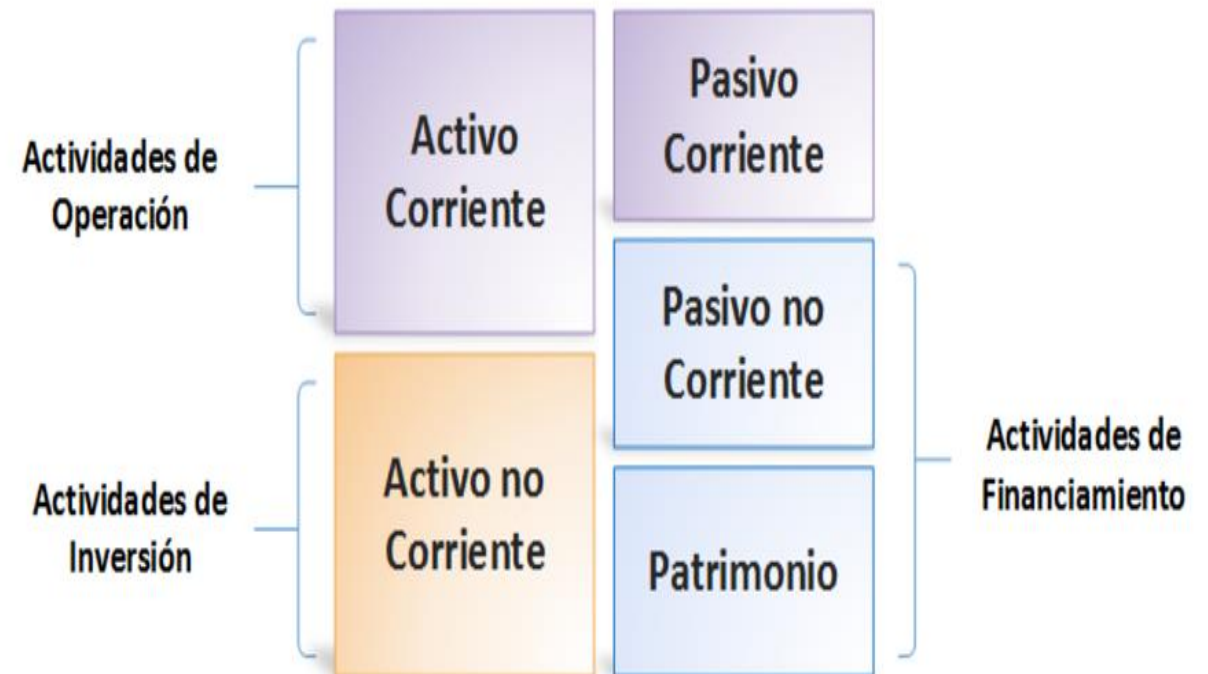 Actividades de
Operación
Activo
Corriente
Pasivo
Corriente
Pasivo no
Corriente
Actividades de
Inversión
Activo no
Corriente
Patrimonio
Actividades de
Financiamiento